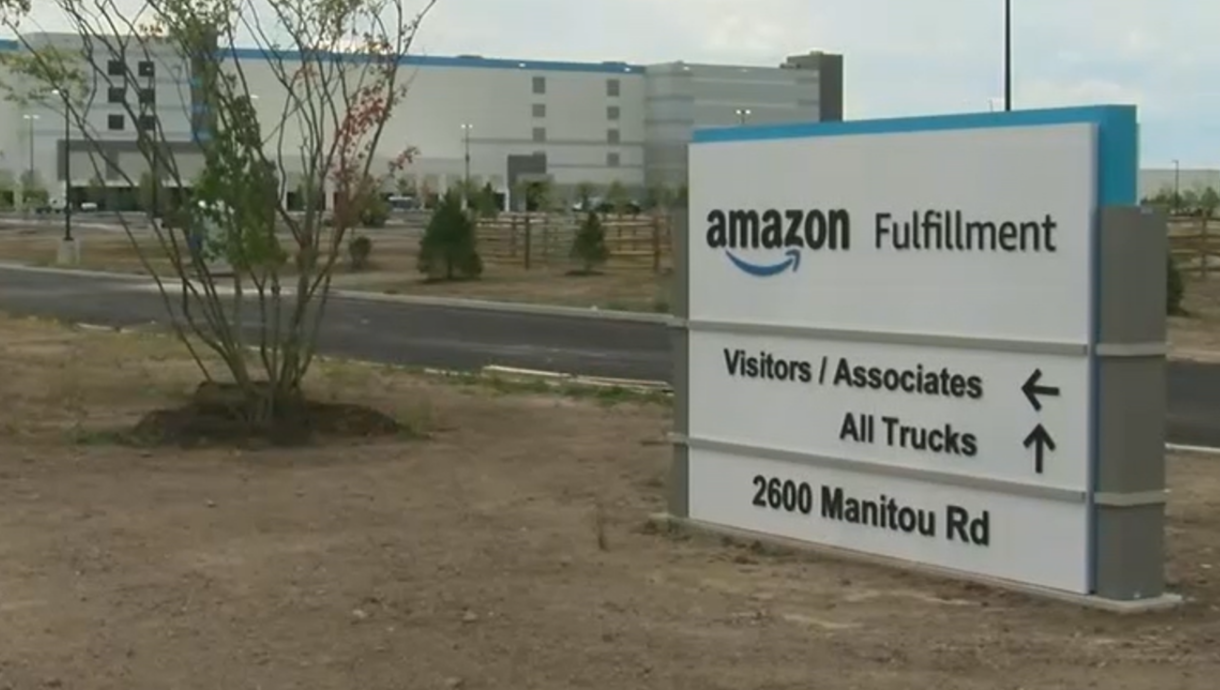 amazon Fulfillment
Visitors / Associates ←
All Trucks ↑
2600 Manitou Rd